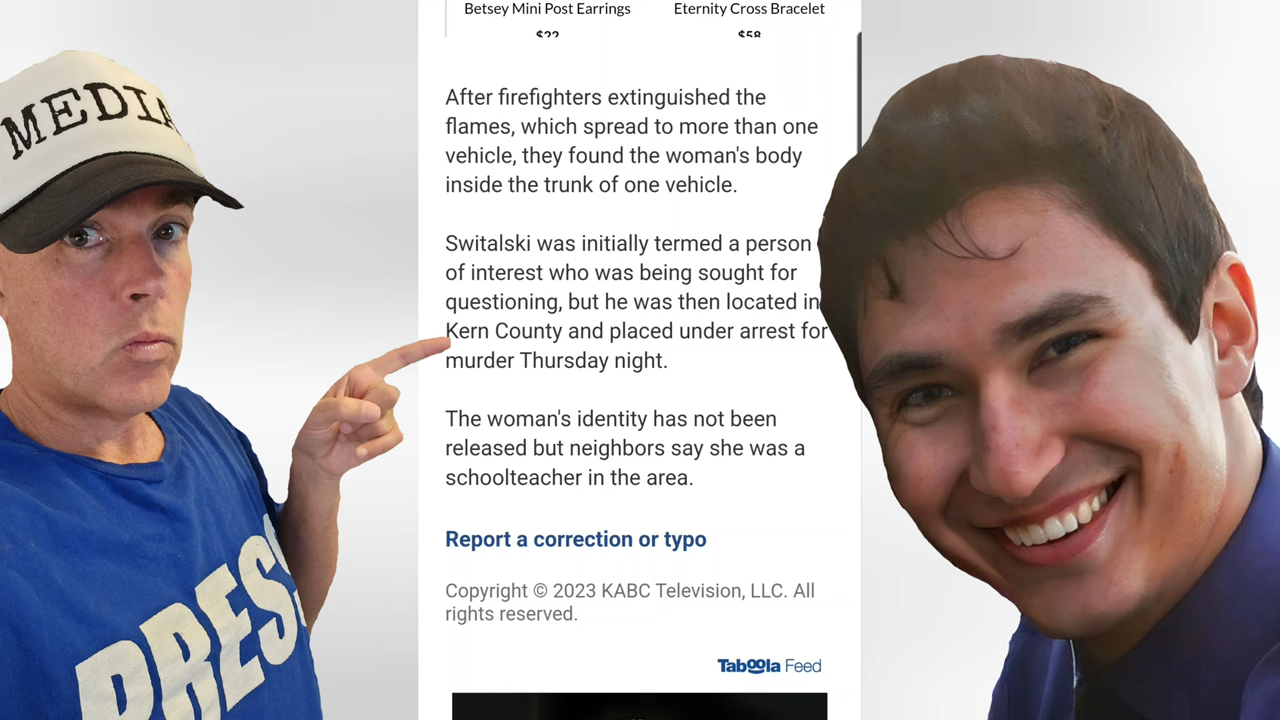 Betsey Mini Post Earrings
Eternity Cross Bracelet
$22
$58
MEDIA
PRESS
After firefighters extinguished the
flames, which spread to more than one
vehicle, they found the woman's body
inside the trunk of one vehicle.
Switalski was initially termed a person
of interest who was being sought for
questioning, but he was then located in
Kern County and placed under arrest for
murder Thursday night.
The woman's identity has not been
released but neighbors say she was a
schoolteacher in the area.
Report a correction or typo
Copyright © 2023 KABC Television, LLC. All
rights reserved.
Taboola Feed